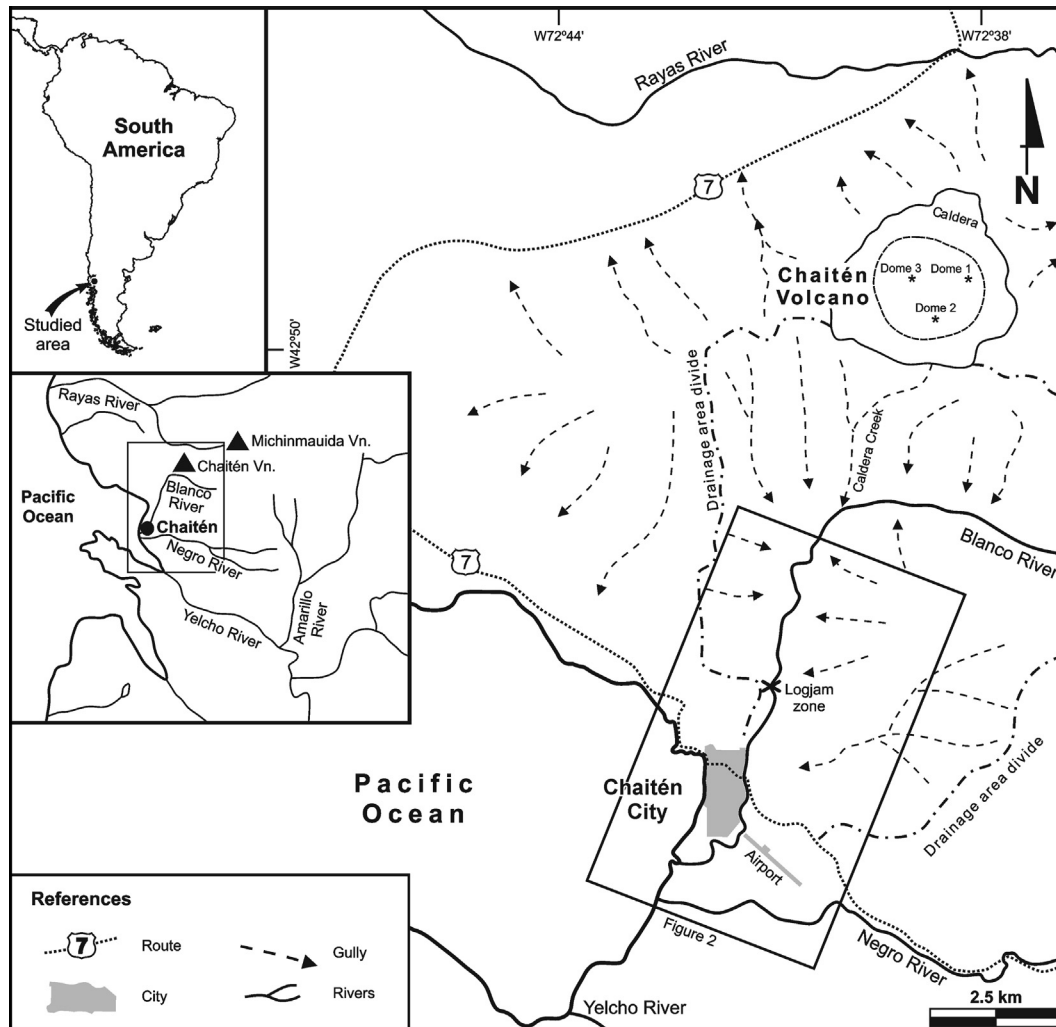 South
America
Studied
area
Rayas River
Michinmauida Vn.
Chaitén Vn.
Blanco
River
Pacific
Ocean
Chaitén
Negro River
Yelcho River
Amarillo
River
W72º44'
W72º38'
Rayas River
7
N
Caldera
Dome 3
Dome 1
Dome 2
Chaitén
Volcano
W42º50'
Drainage area divide
Caldera Creek
Blanco River
7
Logjam
zone
Pacific
Ocean
Chaitén
City
Airport
Drainage area divide
Figure 2
Negro River
Yelcho River
2.5 km
References
7
Route
Gully
City
Rivers